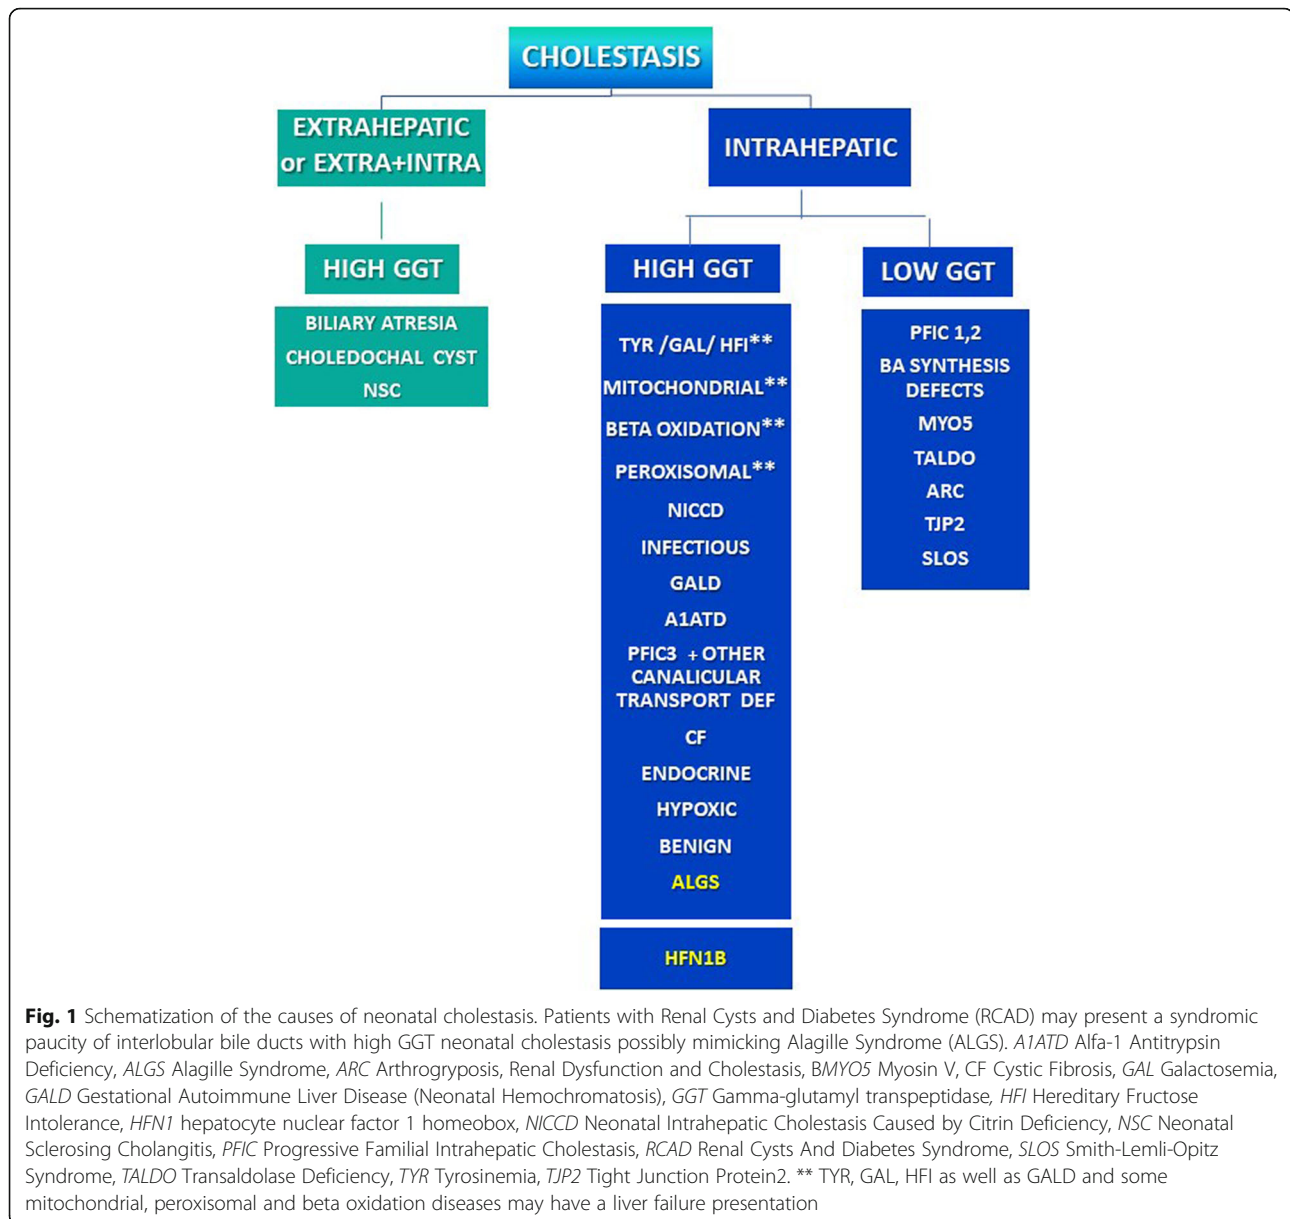 CHOLESTASIS
EXTRAHEPATIC
or EXTRA+INTRA
INTRAHEPATIC
HIGH GGT
HIGH GGT
LOW GGT
BILIARY ATRESIA
CHOLEDOCHAL CYST
NSC
TYR /GAL/ HFI**
MITOCHONDRIAL**
BETA OXIDATION**
PEROXISOMAL**
NICCD
INFECTIOUS
GALD
A1ATD
PFIC3 + OTHER
CANALICULAR
TRANSPORT DEF
CF
ENDOCRINE
HYPOXIC
BENIGN
ALGS
HFN1B
PFIC 1,2
BA SYNTHESIS
DEFECTS
MYO5
TALDO
ARC
TJP2
SLOS
Fig. 1 Schematization of the causes of neonatal cholestasis. Patients with Renal Cysts and Diabetes Syndrome (RCAD) may present a syndromic
paucity of interlobular bile ducts with high GGT neonatal cholestasis possibly mimicking Alagille Syndrome (ALGS). A1ATD Alfa-1 Antitrypsin
Deficiency, ALGS Alagille Syndrome, ARC Arthrogryposis, Renal Dysfunction and Cholestasis, BMYO5 Myosin V, CF Cystic Fibrosis, GAL Galactosemia,
GALD Gestational Autoimmune Liver Disease (Neonatal Hemochromatosis), GGT Gamma-glutamyl transpeptidase, HFI Hereditary Fructose
Intolerance, HFN1 hepatocyte nuclear factor 1 homeobox, NICCD Neonatal Intrahepatic Cholestasis Caused by Citrin Deficiency, NSC Neonatal
Sclerosing Cholangitis, PFIC Progressive Familial Intrahepatic Cholestasis, RCAD Renal Cysts And Diabetes Syndrome, SLOS Smith-Lemli-Opitz
Syndrome, TALDO Transaldolase Deficiency, TYR Tyrosinemia, TJP2 Tight Junction Protein2. ** TYR, GAL, HFI as well as GALD and some
mitochondrial, peroxisomal and beta oxidation diseases may have a liver failure presentation